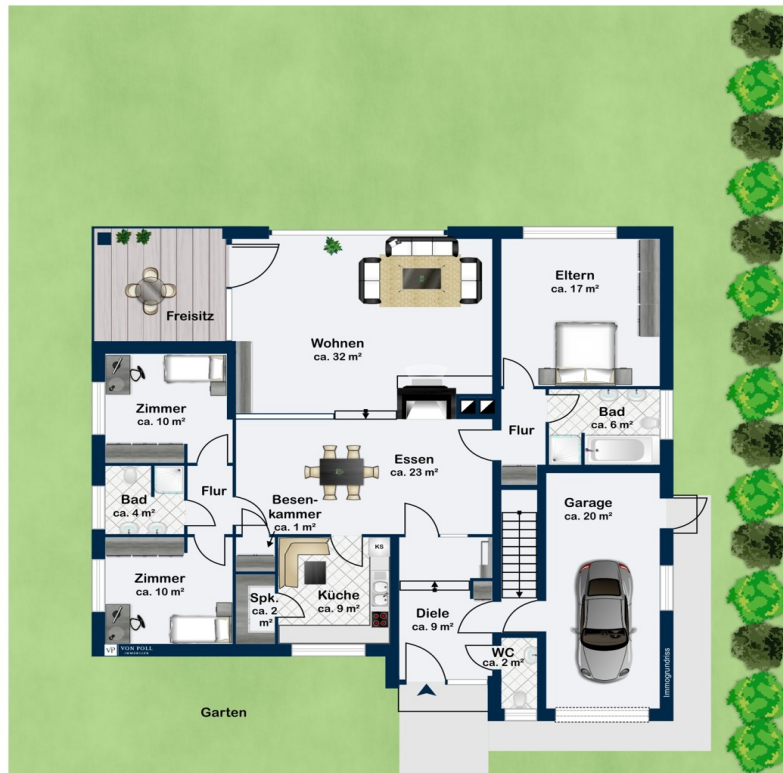 Eltern
ca. 17 m²
Freisitz
Wohnen
ca. 32 m²
Zimmer
ca. 10 m²
Bad
ca. 6 m²
Flur
Essen
ca. 23 m²
Flur
Bad
ca. 4 m²
Besen-
kammer
ca. 1 m²
Garage
ca. 20 m²
KS
Zimmer
ca. 10 m²
Spk.
ca. 2
m²
Küche
ca. 9 m²
Diele
ca. 9 m²
WC
ca. 2 m²
VP VON POLL
IMMOBILIEN
Immogrundriss
Garten